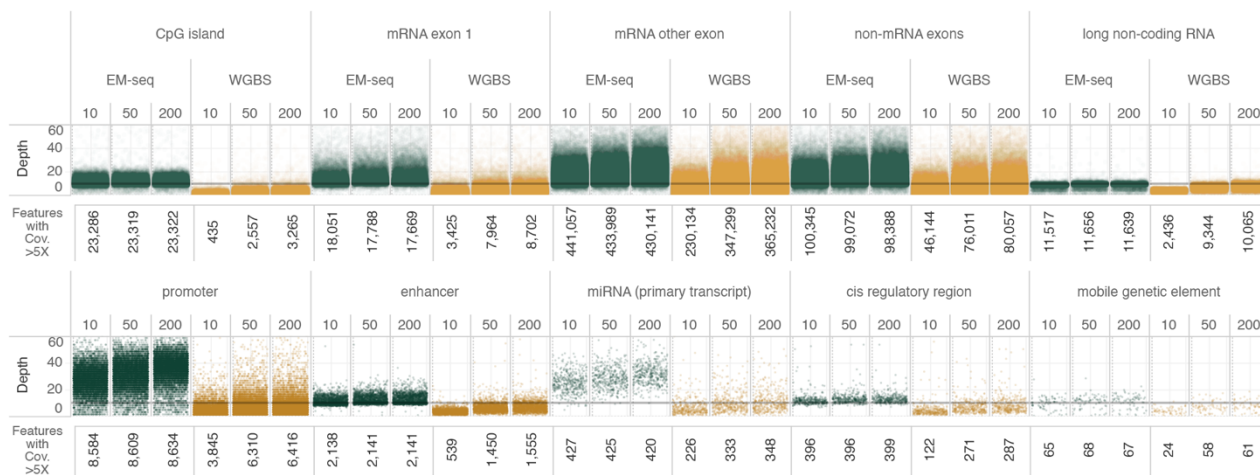 CpG island mRNA exon 1 mRNA other exon non-mRNA exons long non-coding RNA
EM-seq WGBS EM-seq WGBS EM-seq WGBS EM-seq WGBS EM-seq WGBS
10 50 200 10 50 200 10 50 200 10 50 200 10 50 200 10 50 200 10 50 200 10 50 200 10 50 200 10 50 200
Depth
60
40
20
0
Features with Cov. >5X
23,286 23,319 23,322 435 2,557 3,265 18,051 17,788 17,669 3,425 7,964 8,702 441,057 433,989 430,141 230,134 347,299 365,232 100,345 99,072 98,388 46,144 76,011 80,057 11,517 11,656 11,639 2,436 9,344 10,065
promoter enhancer miRNA (primary transcript) cis regulatory region mobile genetic element
10 50 200 10 50 200 10 50 200 10 50 200 10 50 200 10 50 200 10 50 200 10 50 200 10 50 200 10 50 200
Depth
60
40
20
0
Features with Cov. >5X
8,584 8,609 8,634 3,845 6,310 6,416 2,138 2,141 2,141 539 1,450 1,555 427 425 420 226 333 348 396 396 399 122 271 287 65 68 67 24 58 61